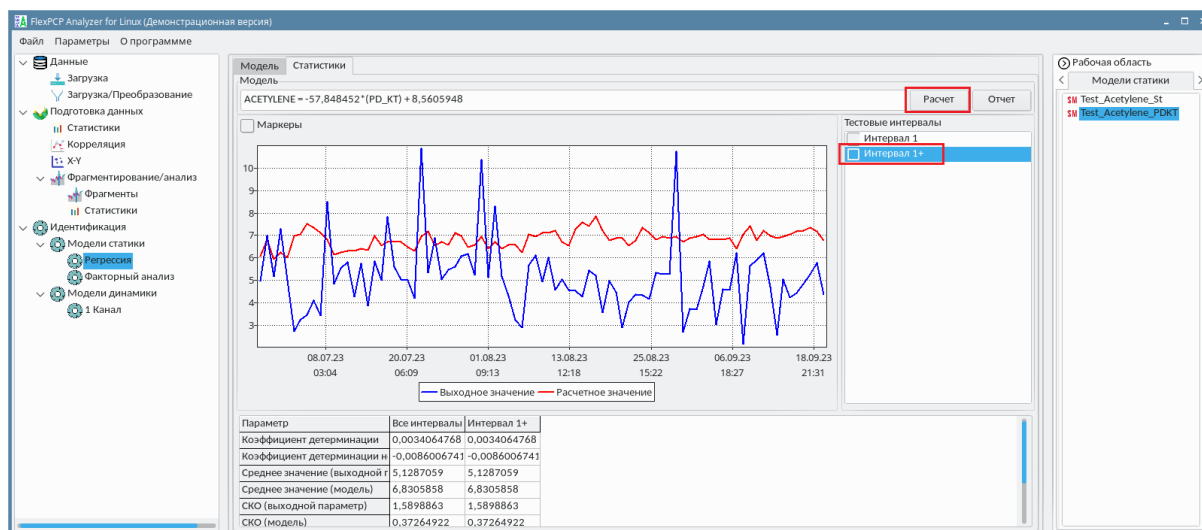 FlexPCP Analyzer for Linux (Демонстрационная версия)
Файл Параметры О программме
Данные
Загрузка
Загрузка/Преобразование
Подготовка данных
Статистики
Корреляция
X-Y
Фрагментирование/анализ
Фрагменты
Статистики
Идентификация
Модели статики
Регрессия
Факторный анализ
Модели динамики
1 Канал
Модель Статистики
Модель
ACETYLENE = -57,848452*(PD_KT) + 8,5605948
Расчет Отчет
Маркеры
10
9
8
7
6
5
4
3
08.07.23 20.07.23 01.08.23 13.08.23 25.08.23 06.09.23 18.09.23
03:04 06:09 09:13 12:18 15:22 18:27 21:31
Выходное значение Расчетное значение
Тестовые интервалы
Интервал 1
Интервал 1+
Параметр Все интервалы Интервал 1+
Коэффициент детерминации 0,0034064768 0,0034064768
Коэффициент детерминации н -0,0086006741 -0,0086006741
Среднее значение (выходной г 5,1287059 5,1287059
Среднее значение (модель) 6,8305858 6,8305858
СКО (выходной параметр) 1,5898863 1,5898863
СКО (модель) 0,37264922 0,37264922
Рабочая область
Модели статики
SM Test_Acetylene_St
SM Test_Acetylene_PDKT